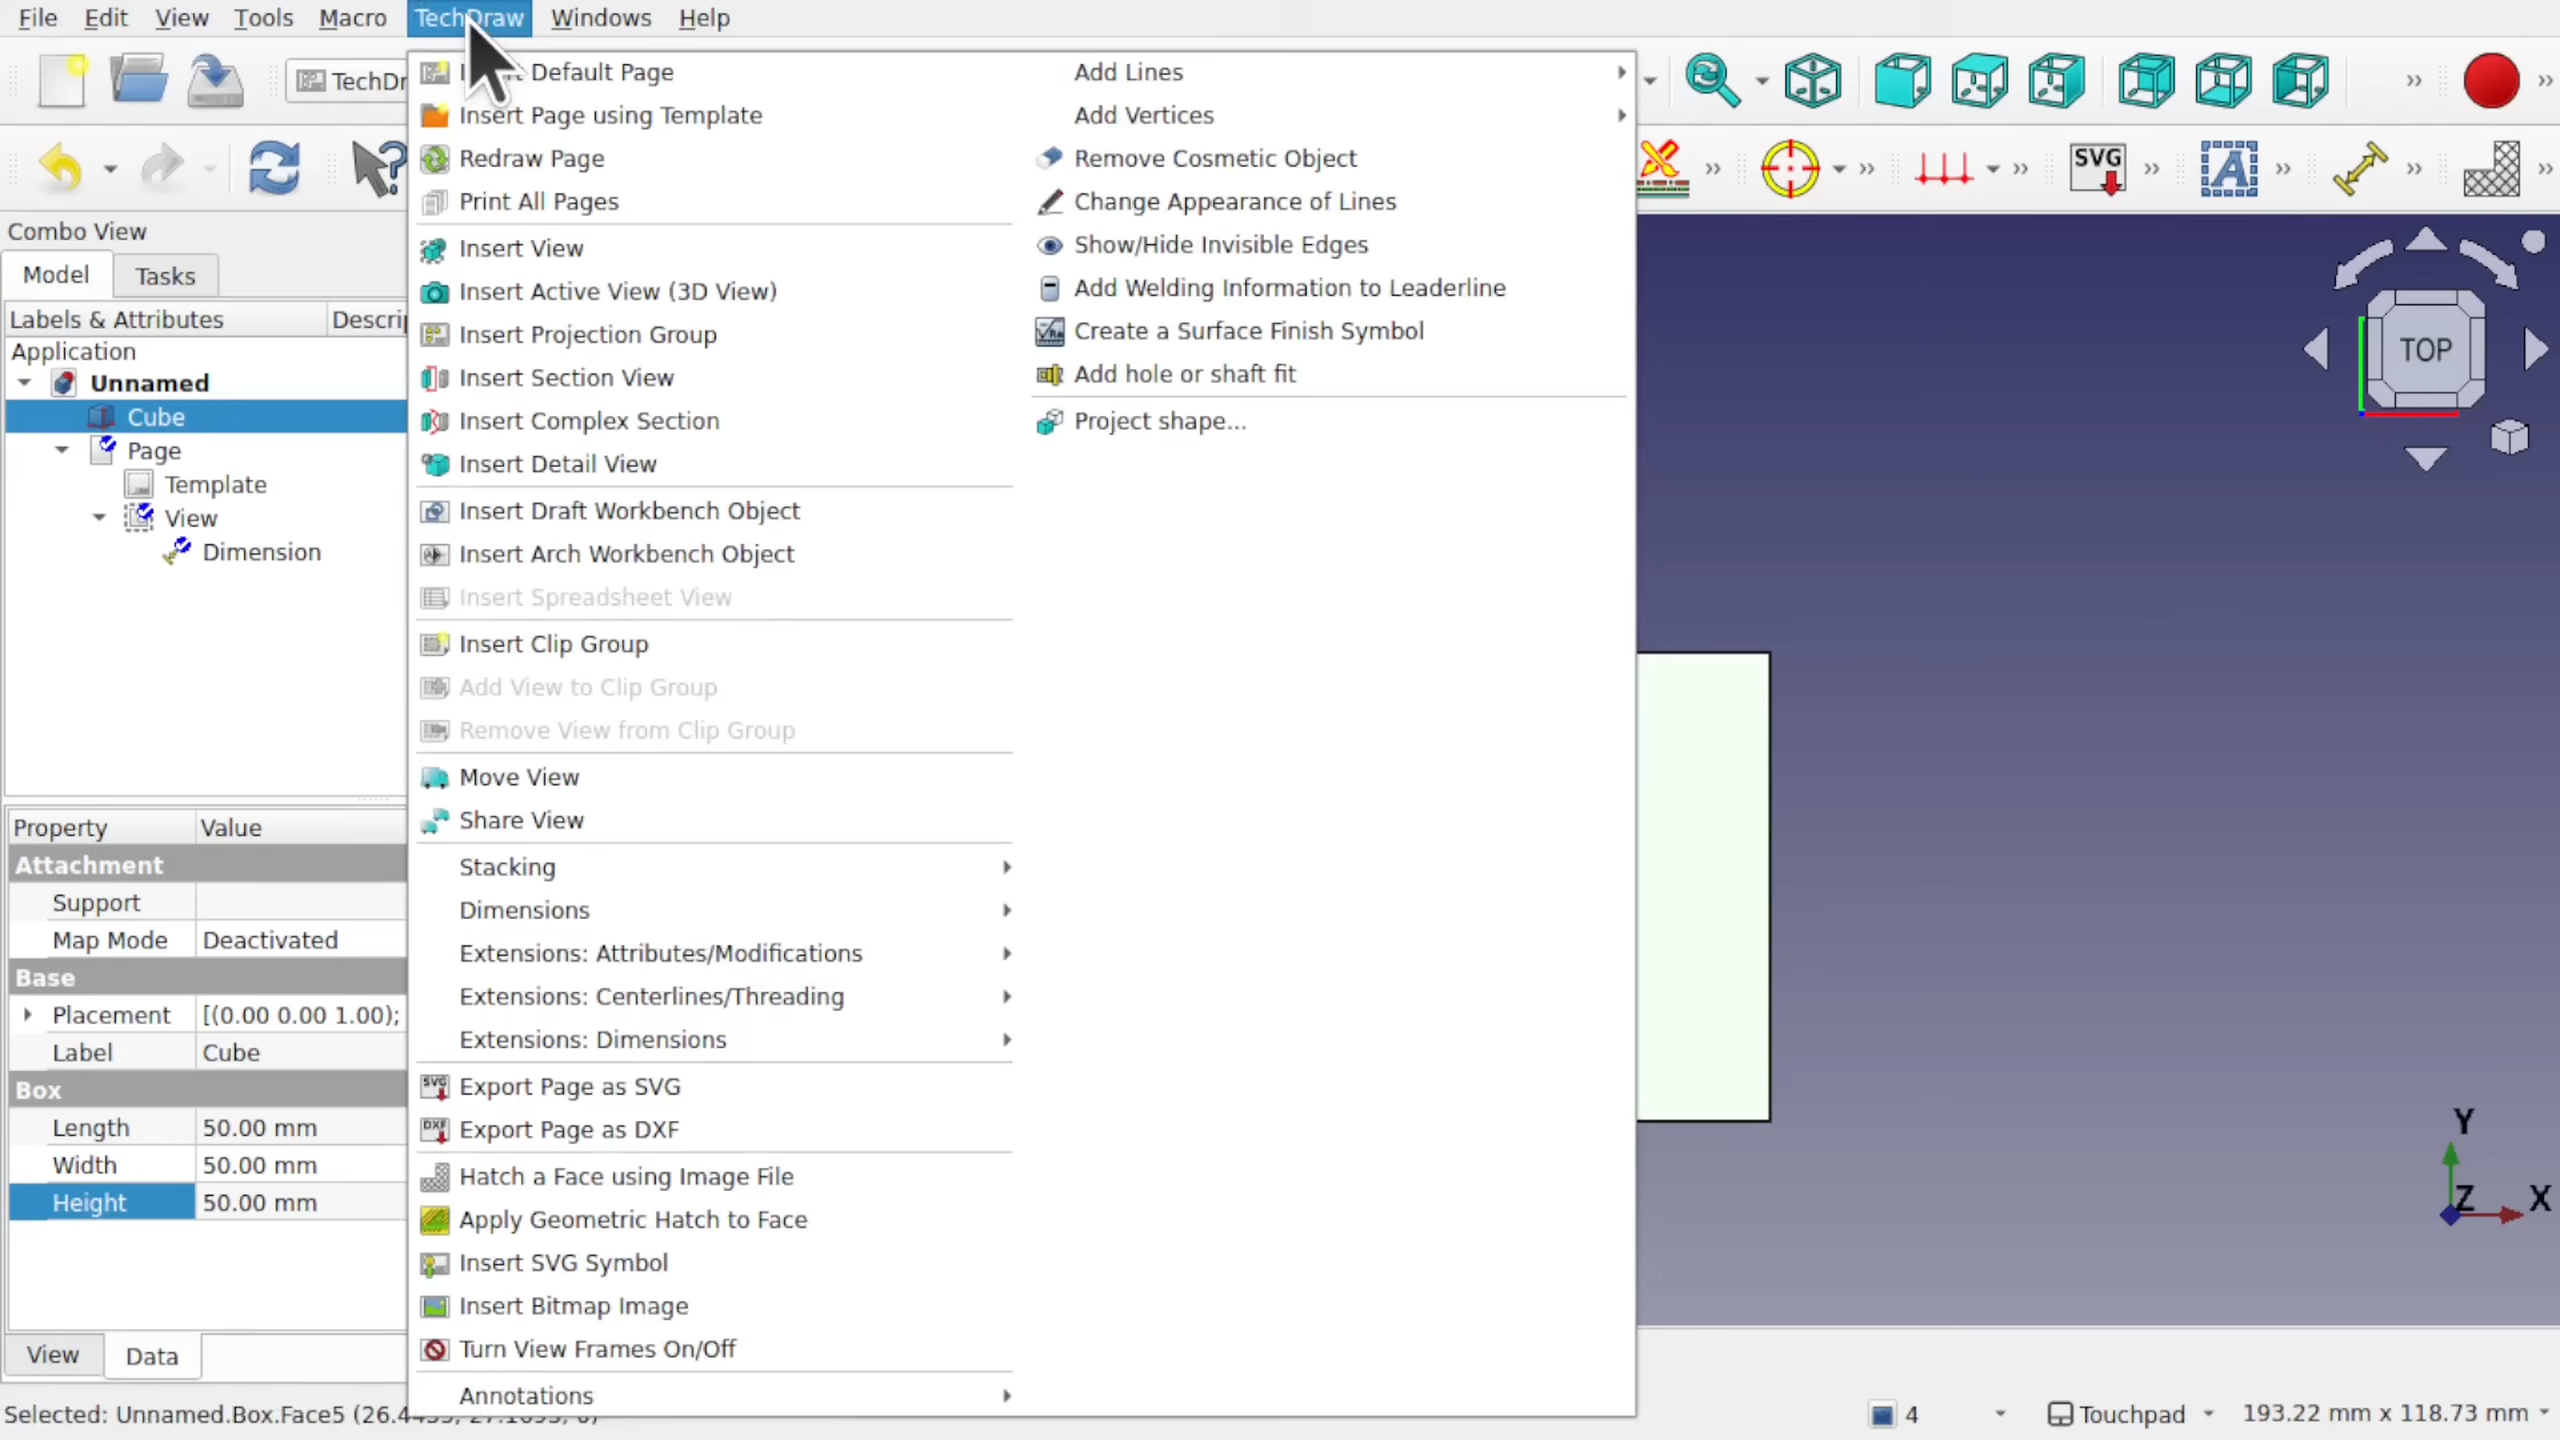 File Edit View Tools Macro TechDraw Windows Help
TechDr
SVG
A
Combo View
Model Tasks
Labels & Attributes
Application
Unnamed
Cube
Page
Template
View
Dimension
Property Value
Attachment
Support
Map Mode Deactivated
Base
Placement [(0.00 0.00 1.00);
Label Cube
Box
Length 50.00 mm
Width 50.00 mm
Height 50.00 mm
View Data
Default Page
Insert Page using Template
Redraw Page
Print All Pages
Insert View
Insert Active View (3D View)
Insert Projection Group
Insert Section View
Insert Complex Section
Insert Detail View
Insert Draft Workbench Object
Insert Arch Workbench Object
Insert Spreadsheet View
Insert Clip Group
Add View to Clip Group
Remove View from Clip Group
Move View
Share View
Stacking
Dimensions
Extensions: Attributes/Modifications
Extensions: Centerlines/Threading
Extensions: Dimensions
SVG Export Page as SVG
DXF Export Page as DXF
Hatch a Face using Image File
Apply Geometric Hatch to Face
Insert SVG Symbol
Insert Bitmap Image
Turn View Frames On/Off
Annotations
Add Lines
Add Vertices
Remove Cosmetic Object
Change Appearance of Lines
Show/Hide Invisible Edges
Add Welding Information to Leaderline
Create a Surface Finish Symbol
Add hole or shaft fit
Project shape...
TOP
Y
Z X
Selected: Unnamed.Box.Face5
4 Touchpad 193.22 mm x 118.73 mm